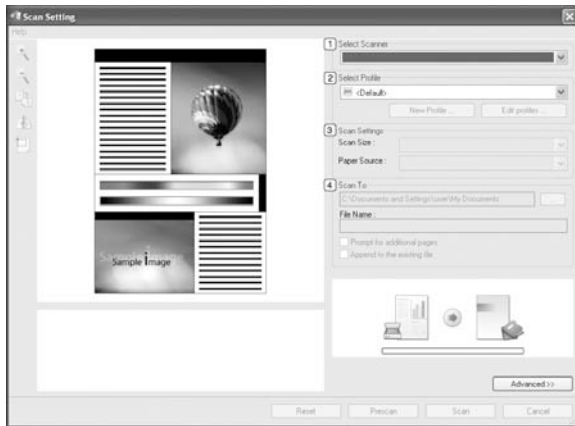 Scan Setting
Help
1 Select Scanner
2 Select Profile
<Default>
New Profile ... Edit profiles ...
3 Scan Settings
Scan Size :
Paper Source :
4 Scan To
C:\Documents and Settings\user\My Documents ...
File Name :
Prompt for additional pages
Append to the existing file
Sample image
Sample image
Advanced >>
Reset Prescan Scan Cancel